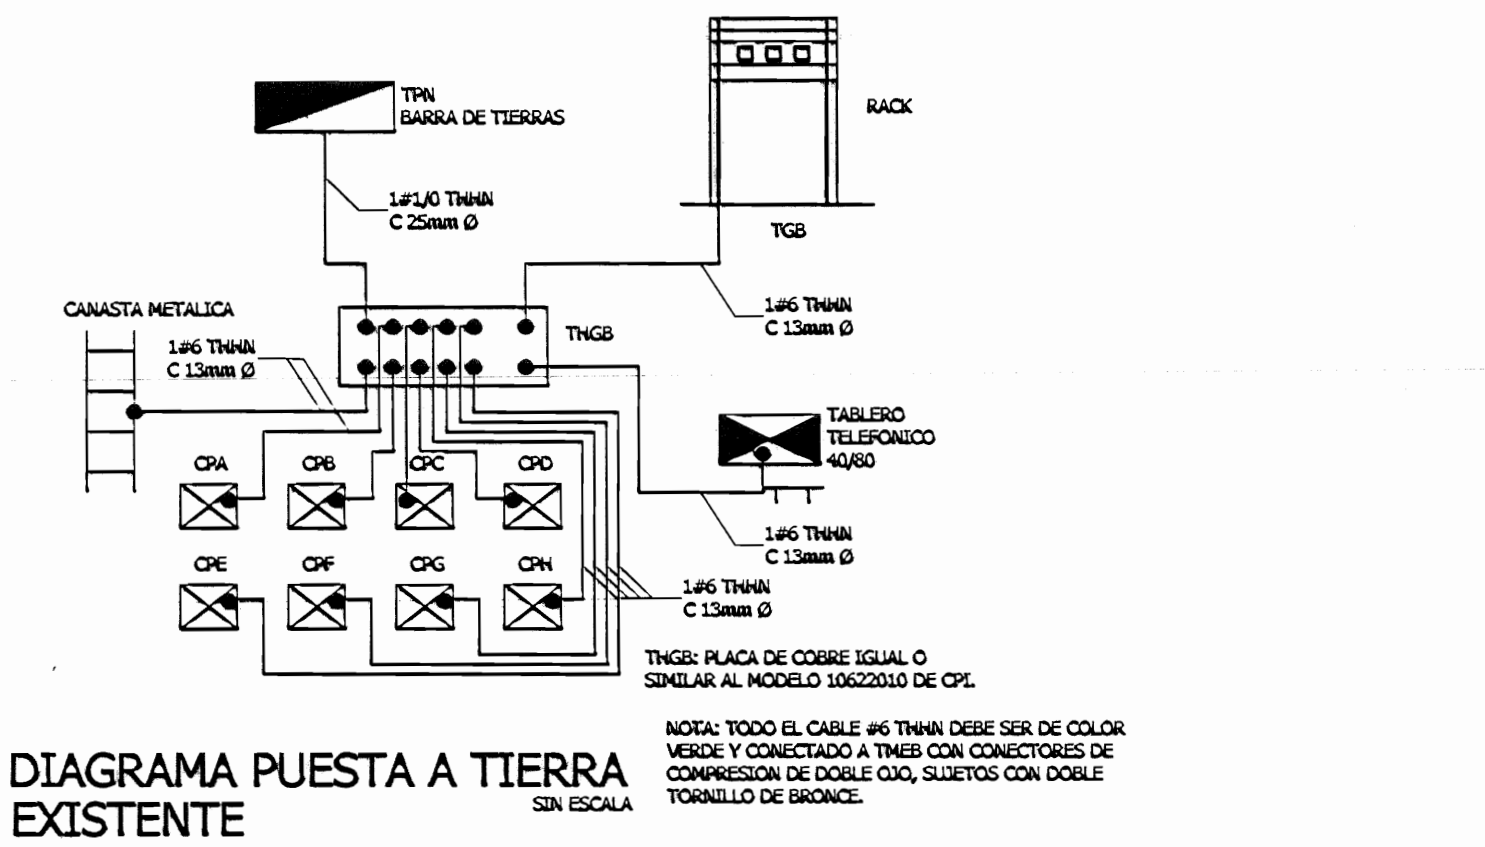 TPN
BARRA DE TIERRAS
RACK
1#1/0 THHN
C 25mm Ø
TGB
CANASTA METALICA
1#6 THHN
C 13mm Ø
THGB
1#6 THHN
C 13mm Ø
TABLERO
TELEFONICO
40/80
CPA
CPB
CPC
CPD
1#6 THHN
C 13mm Ø
CPE
CPF
CPG
CPH
1#6 THHN
C 13mm Ø
THGB: PLACA DE COBRE IGUAL O
SIMILAR AL MODELO 10622010 DE CPI.
NOTA: TODO EL CABLE #6 THHN DEBE SER DE COLOR
VERDE Y CONECTADO A TMEB CON CONECTORES DE
COMPRESION DE DOBLE OJO, SUJETOS CON DOBLE
TORNILLO DE BRONCE.
DIAGRAMA PUESTA A TIERRA
EXISTENTE
SIN ESCALA